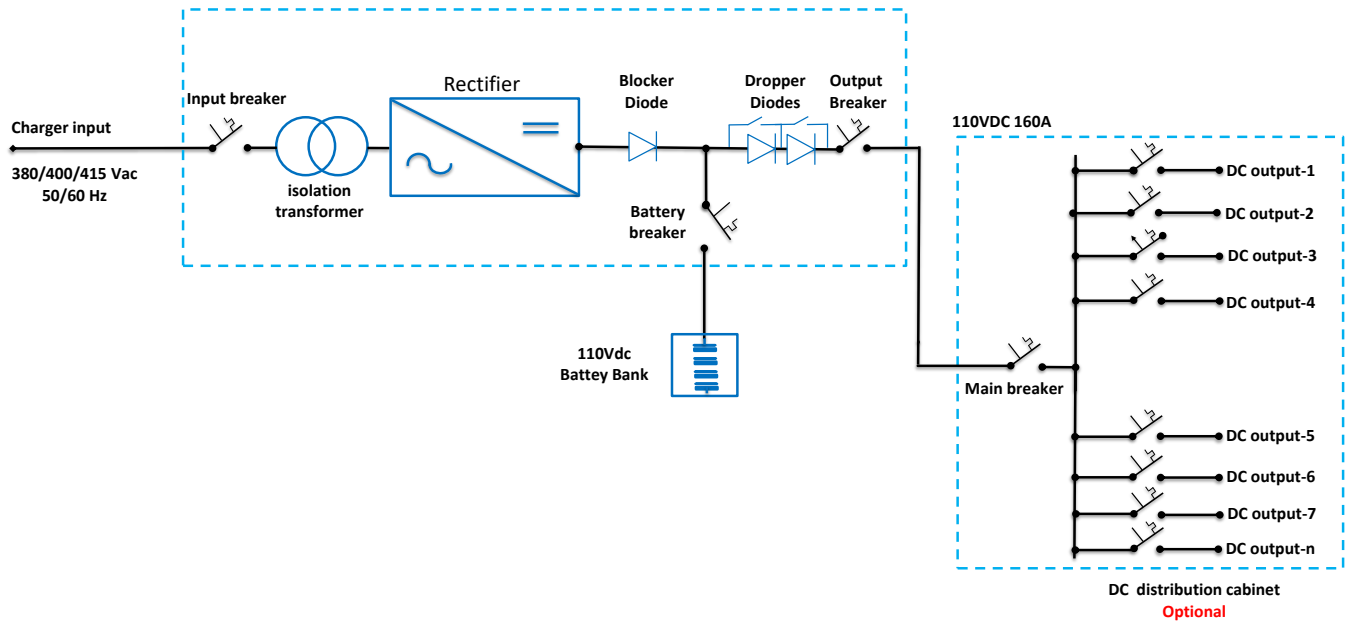 Rectifier
Blocker
Diode
Dropper
Diodes
Output
Breaker
Input breaker
Charger input
380/400/415 Vac
50/60 Hz
isolation
transformer
Battery
breaker
110Vdc
Battey Bank
110VDC 160A
DC output-1
DC output-2
DC output-3
DC output-4
Main breaker
DC output-5
DC output-6
DC output-7
DC output-n
DC distribution cabinet
Optional